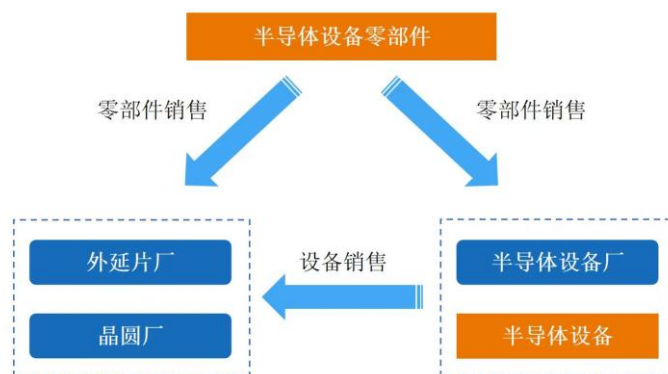 半导体设备零部件
零部件销售
零部件销售
外延片厂
设备销售
半导体设备厂
晶圆厂
半导体设备